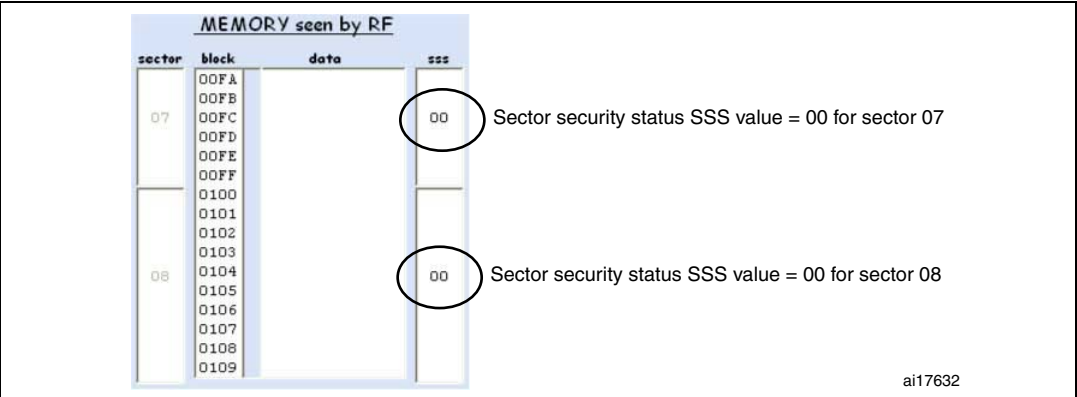 MEMORY seen by RF
sector block data sss
00FA
00FB
07 00FC 00 Sector security status SSS value = 00 for sector 07
00FD
00FE
00FF
0100
0101
0102
0103
08 0104 00 Sector security status SSS value = 00 for sector 08
0105
0106
0107
0108
0109
ai17632